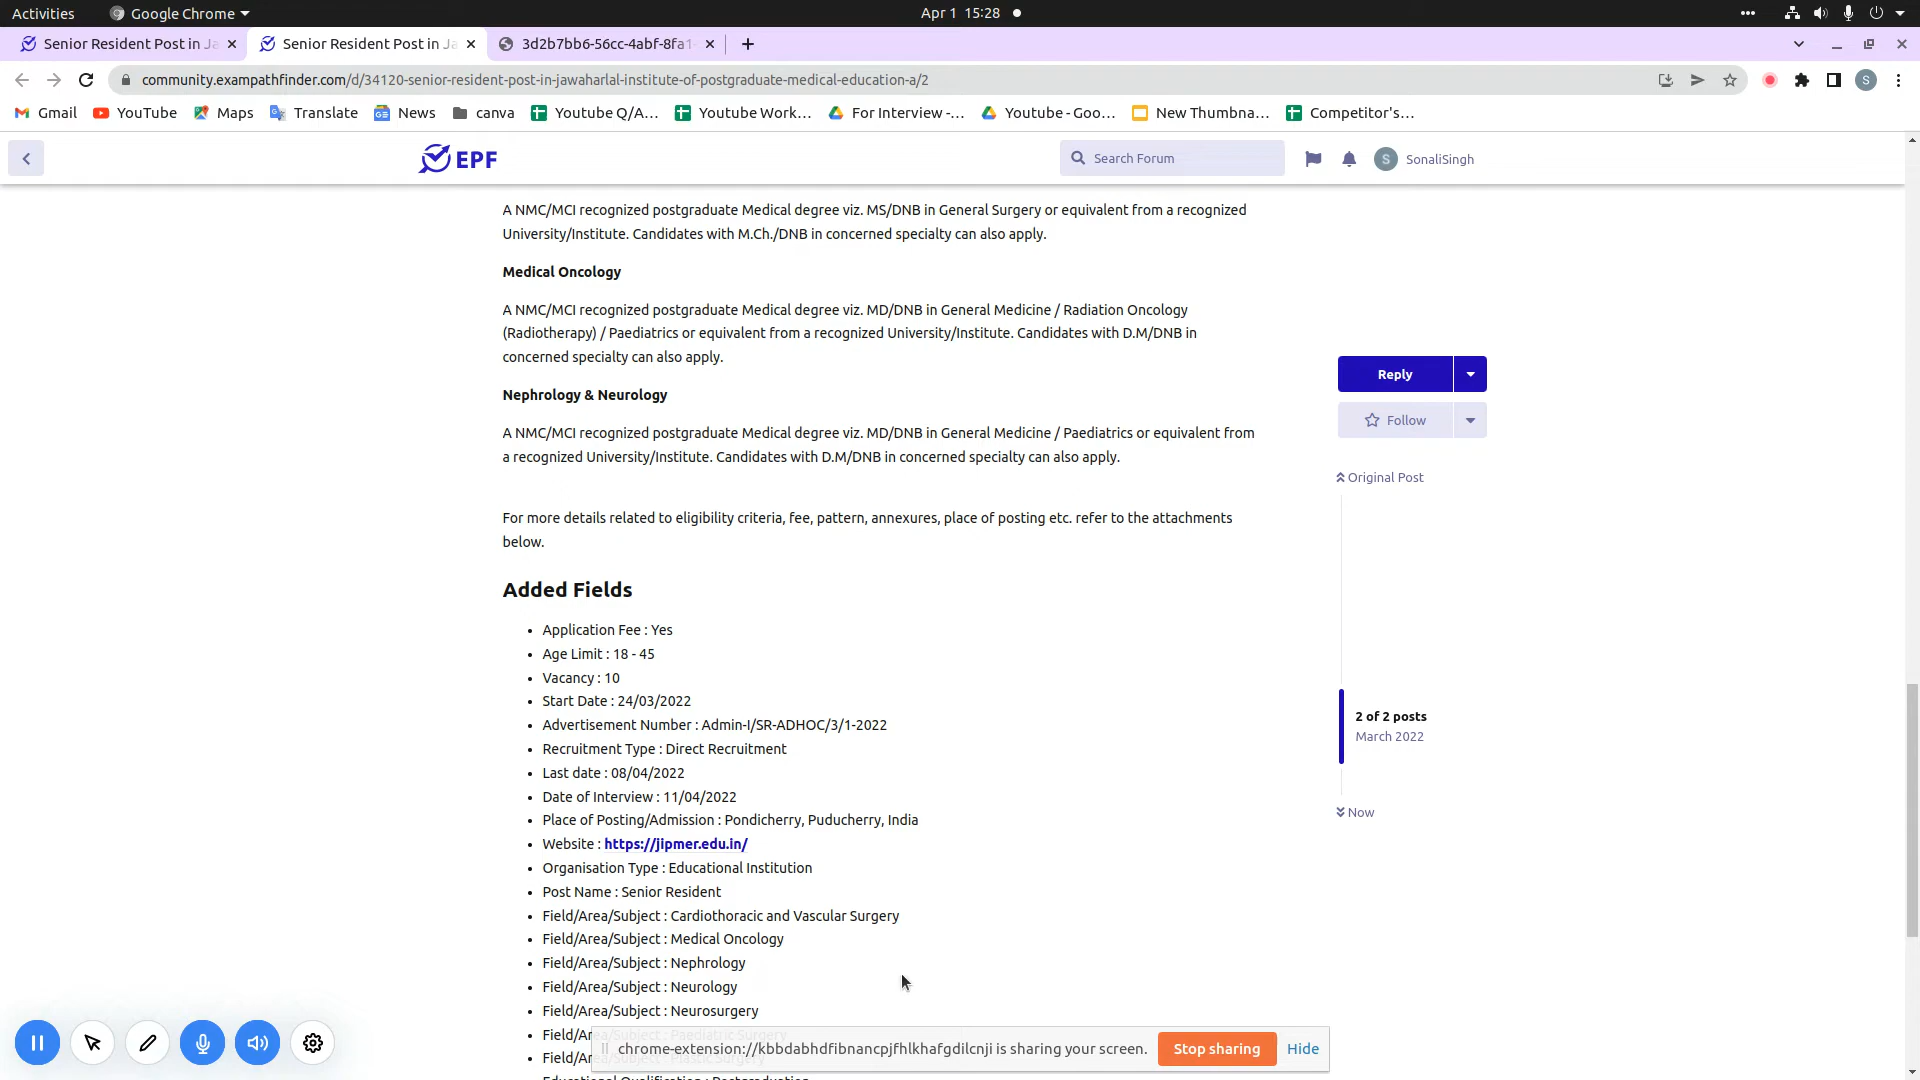 Activities
Google Chrome
Apr 1 15:28
Senior Resident Post in Ja
Senior Resident Post in Ja
3d2b7bb6-56cc-4abf-8fa1-
community.exampathfinder.com/d/34120-senior-resident-post-in-jawaharlal-institute-of-postgraduate-medical-education-a/2
S
Gmail
YouTube
Maps
Translate
News
canva
Youtube Q/A...
Youtube Work...
For Interview -...
Youtube - Goo...
New Thumbna...
Competitor's...
EPF
Search Forum
S SonaliSingh
A NMC/MCI recognized postgraduate Medical degree viz. MS/DNB in General Surgery or equivalent from a recognized
University/Institute. Candidates with M.Ch./DNB in concerned specialty can also apply.
Medical Oncology
A NMC/MCI recognized postgraduate Medical degree viz. MD/DNB in General Medicine / Radiation Oncology
(Radiotherapy) / Paediatrics or equivalent from a recognized University/Institute. Candidates with D.M/DNB in
concerned specialty can also apply.
Nephrology & Neurology
A NMC/MCI recognized postgraduate Medical degree viz. MD/DNB in General Medicine / Paediatrics or equivalent from
a recognized University/Institute. Candidates with D.M/DNB in concerned specialty can also apply.
For more details related to eligibility criteria, fee, pattern, annexures, place of posting etc. refer to the attachments
below.
Added Fields
• Application Fee : Yes
• Age Limit : 18 - 45
• Vacancy : 10
• Start Date : 24/03/2022
• Advertisement Number : Admin-I/SR-ADHOC/3/1-2022
• Recruitment Type : Direct Recruitment
• Last date : 08/04/2022
• Date of Interview : 11/04/2022
• Place of Posting/Admission : Pondicherry, Puducherry, India
• Website : https://jipmer.edu.in/
• Organisation Type : Educational Institution
• Post Name : Senior Resident
• Field/Area/Subject : Cardiothoracic and Vascular Surgery
• Field/Area/Subject : Medical Oncology
• Field/Area/Subject : Nephrology
• Field/Area/Subject : Neurology
• Field/Area/Subject : Neurosurgery
• Field/Area/Subject : Paediatric Surgery
• Field/Area/Subject : Plastic Surgery
Educational Qualification : Postgraduation
Reply
Follow
Original Post
2 of 2 posts
March 2022
Now
chrome-extension://kbbdabhdfibnancpjfhlkhafgdilcnji is sharing your screen.
Stop sharing
Hide